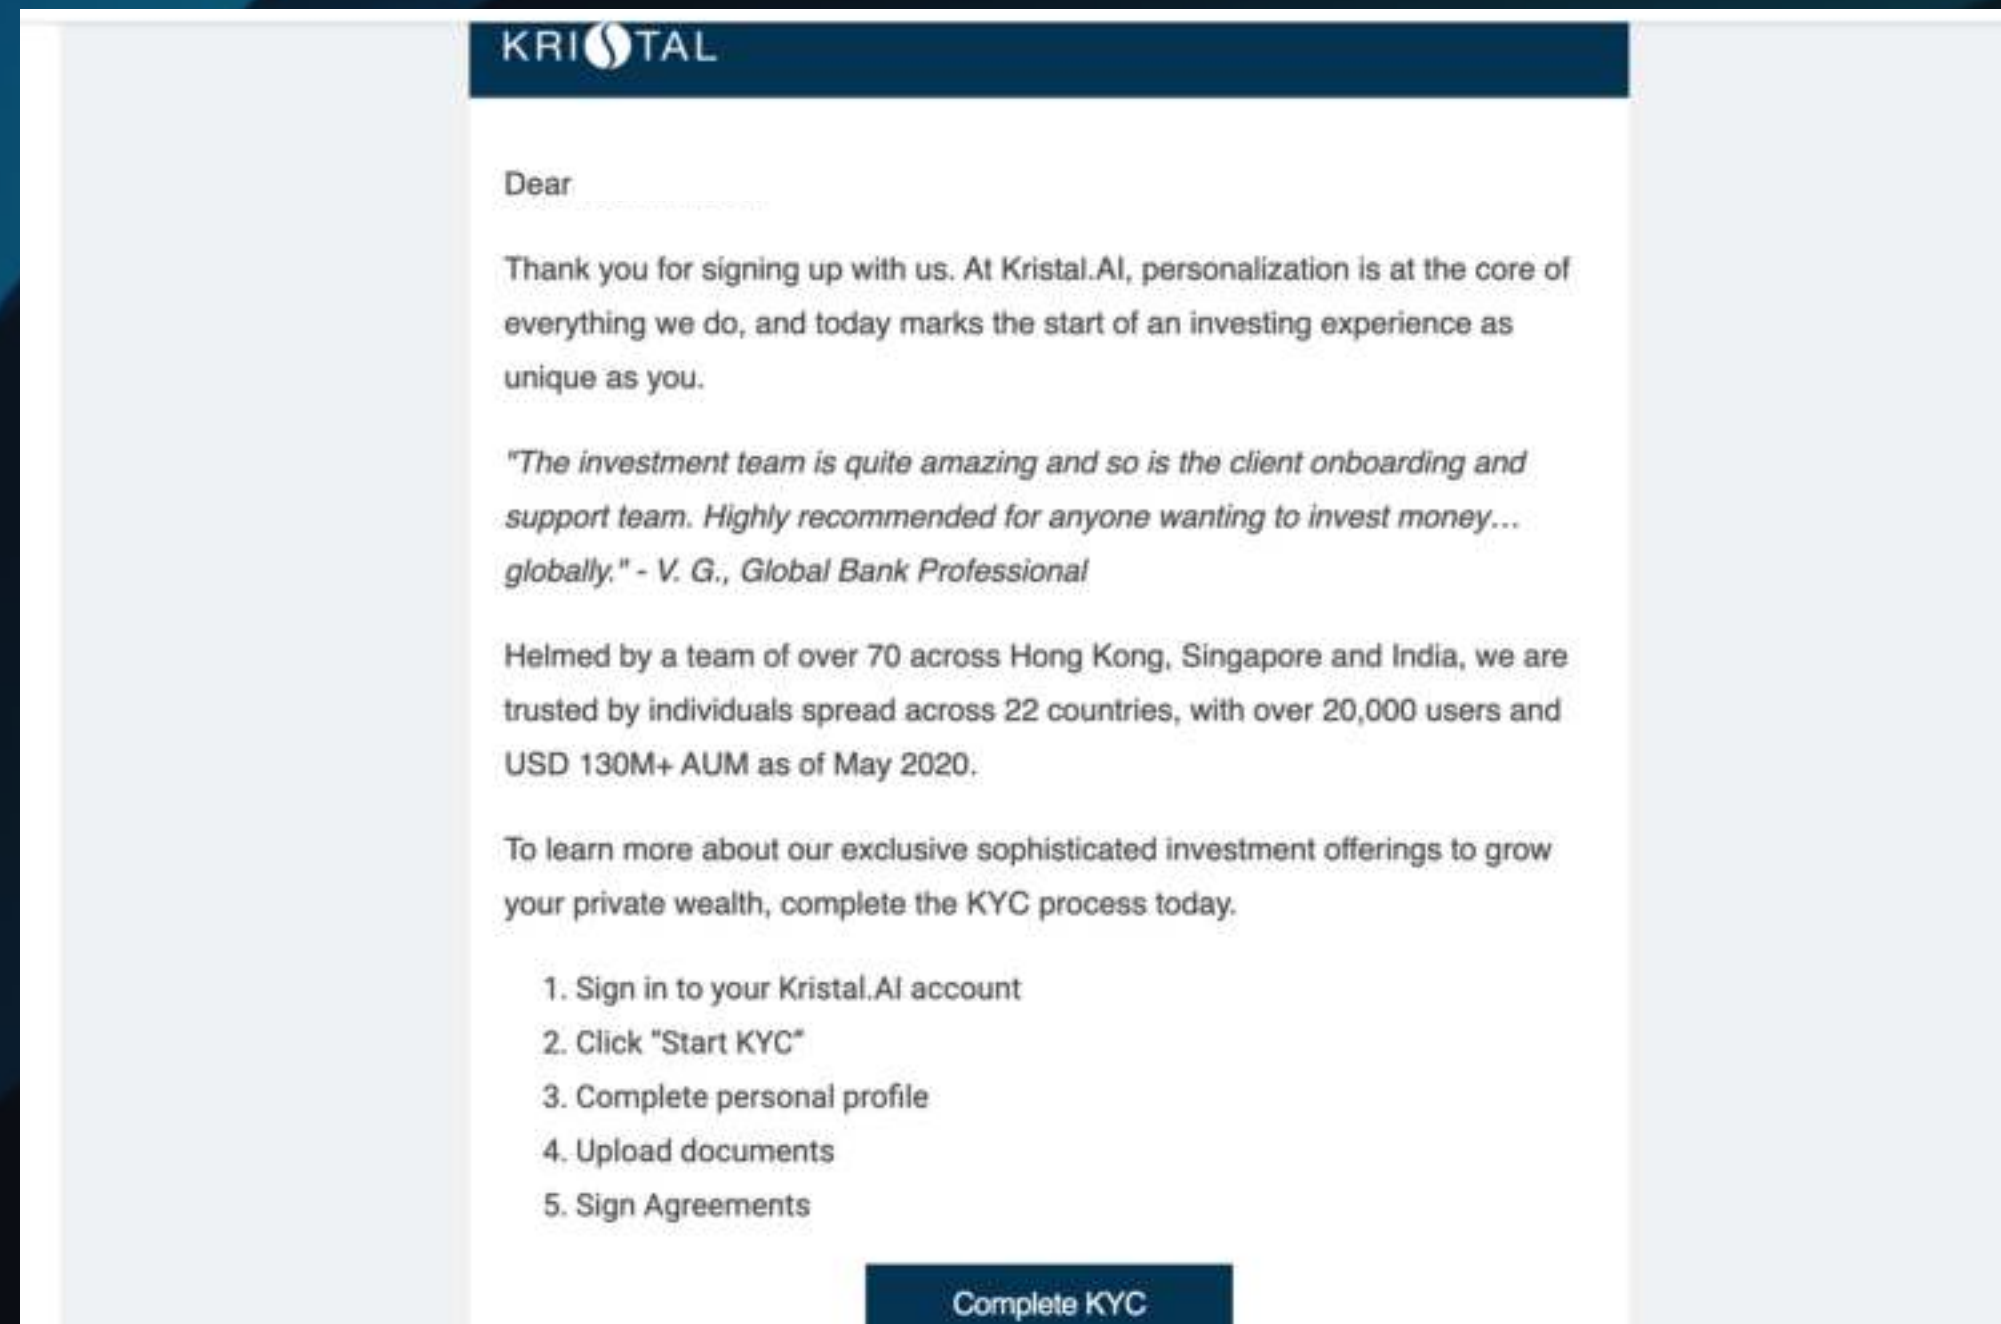 KRISTAL
Dear
Thank you for signing up with us. At Kristal.AI, personalization is at the core of
everything we do, and today marks the start of an investing experience as
unique as you.
"The investment team is quite amazing and so is the client onboarding and
support team. Highly recommended for anyone wanting to invest money...
globally." - V. G., Global Bank Professional
Helmed by a team of over 70 across Hong Kong, Singapore and India, we are
trusted by individuals spread across 22 countries, with over 20,000 users and
USD 130M+ AUM as of May 2020.
To learn more about our exclusive sophisticated investment offerings to grow
your private wealth, complete the KYC process today.
1. Sign in to your Kristal.AI account
2. Click "Start KYC"
3. Complete personal profile
4. Upload documents
5. Sign Agreements
Complete KYC